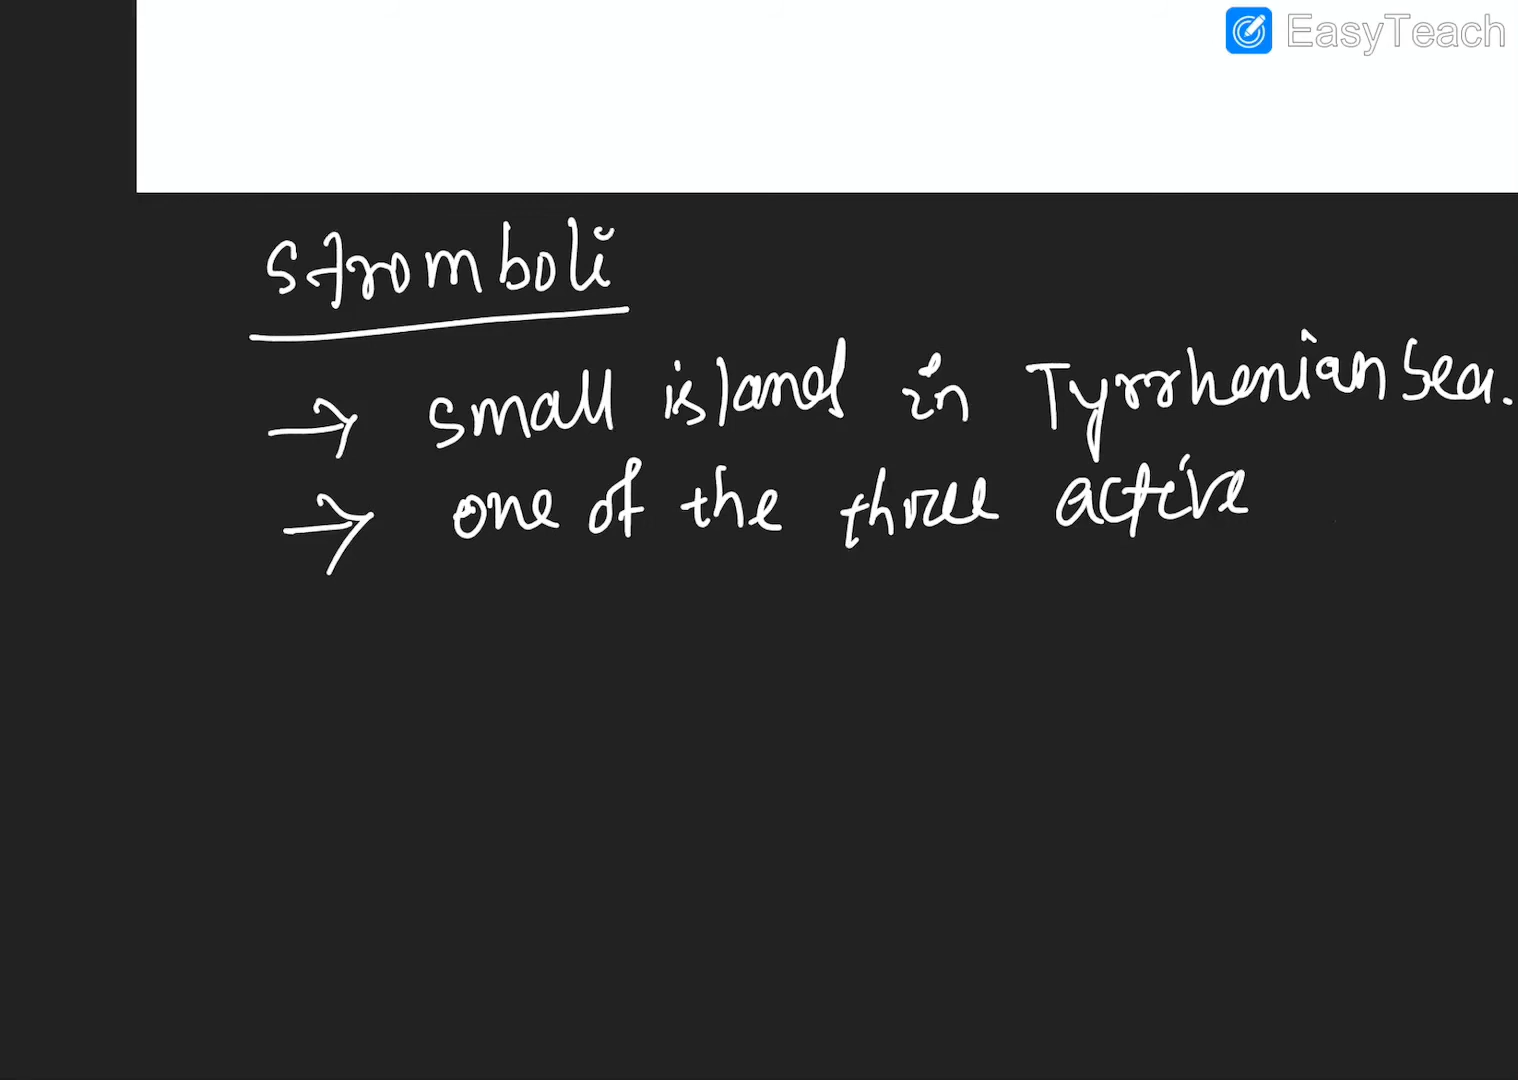 EasyTeach
Stromboli
→ small island in Tyrrhenian Sea.
→ one of the three active